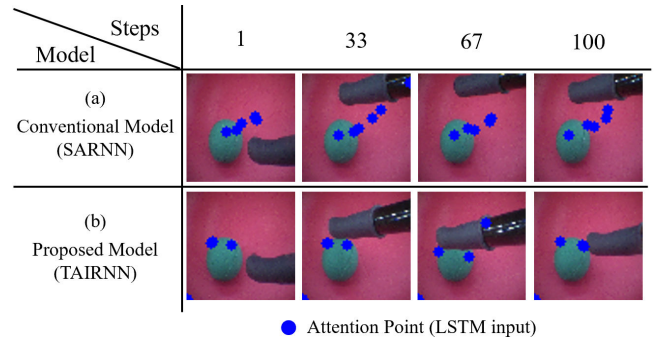 Steps
Model
1 33 67 100
(a)
Conventional Model
(SARNN)
(b)
Proposed Model
(TAIRNN)
Attention Point (LSTM input)